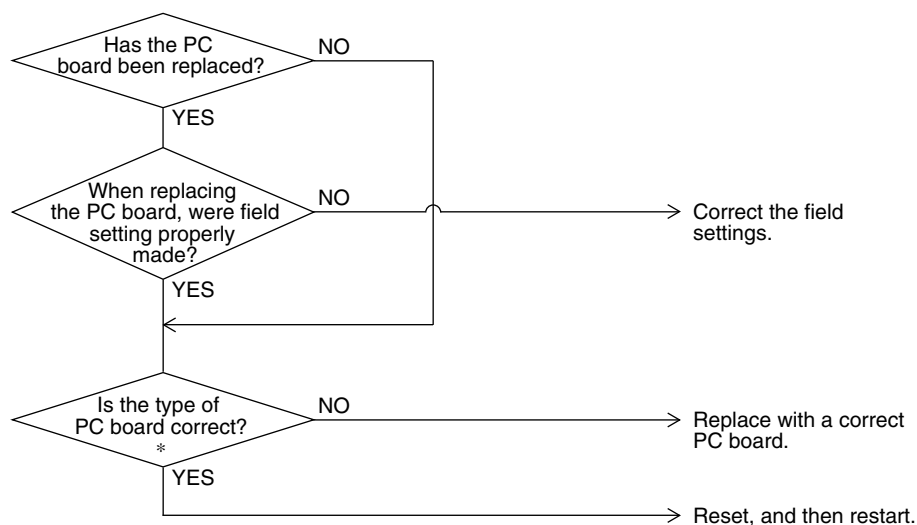 Has the PC
board been replaced?
NO
YES
When replacing
the PC board, were field
setting properly
made?
NO
Correct the field
settings.
YES
Is the type of
PC board correct?
*
NO
Replace with a correct
PC board.
YES
Reset, and then restart.